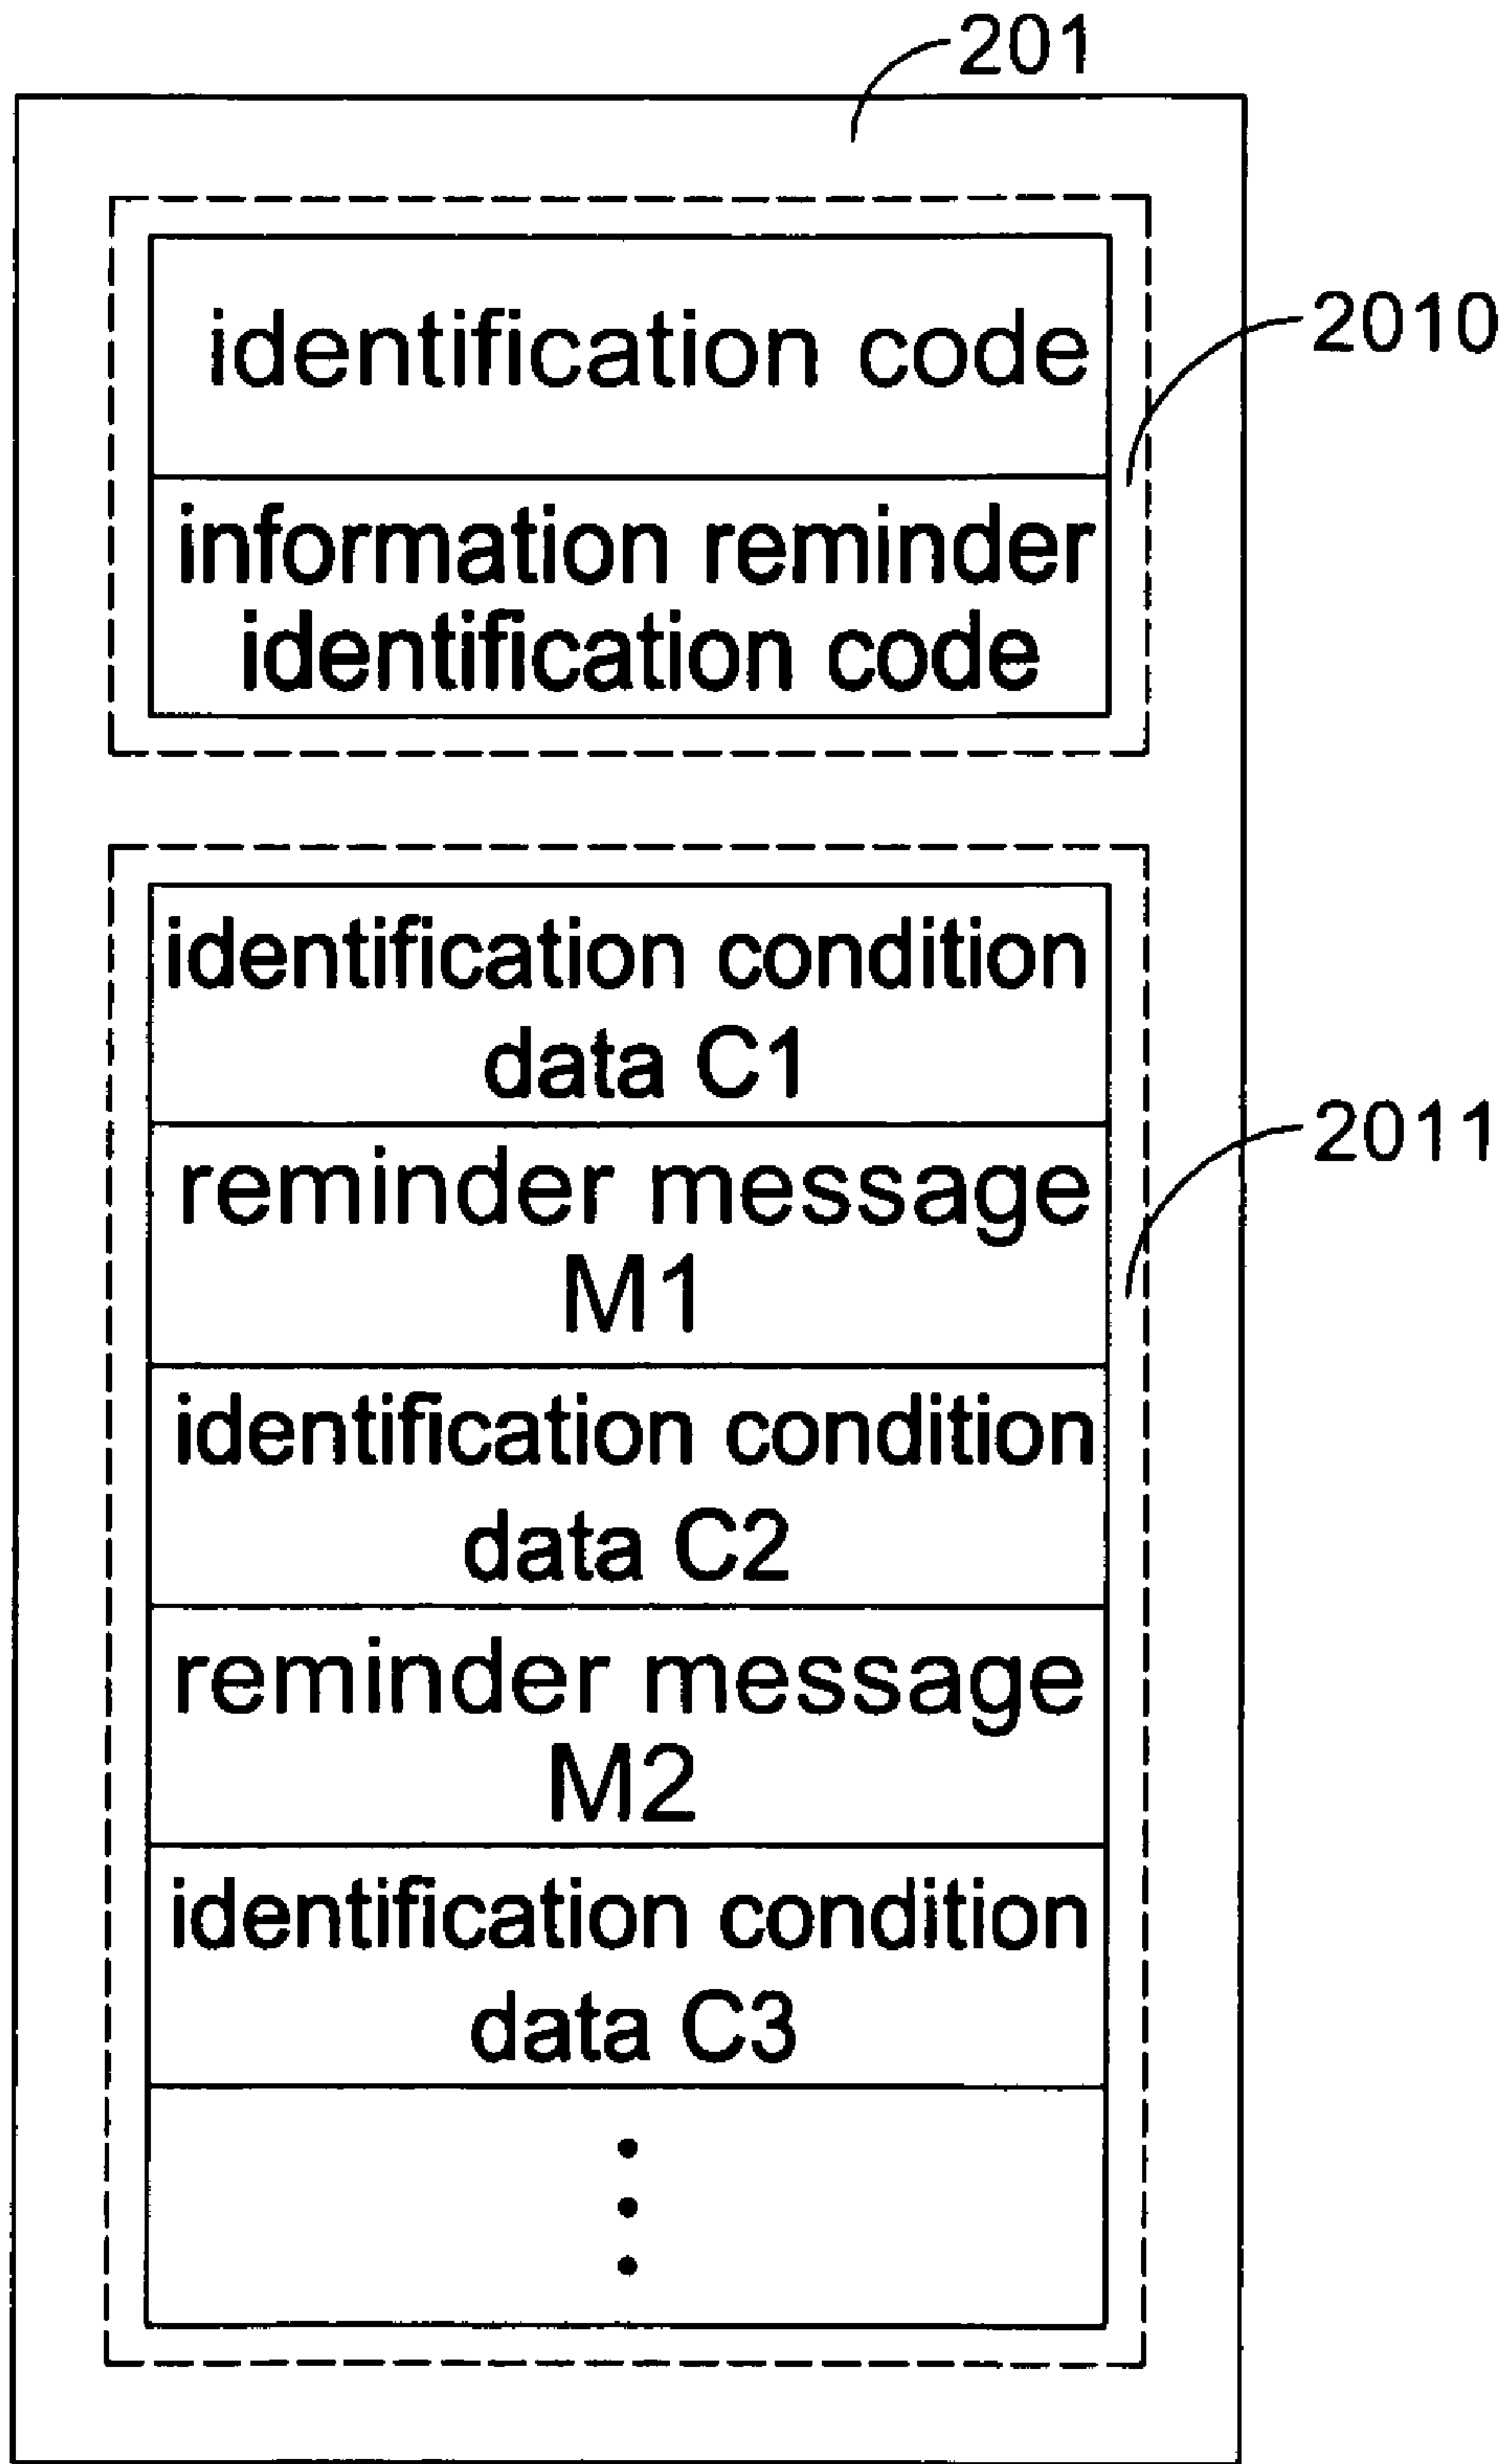 201
identification code
2010
information reminder
identification code
identification condition
data C1
2011
reminder message
M1
identification condition
data C2
reminder message
M2
identification condition
data C3